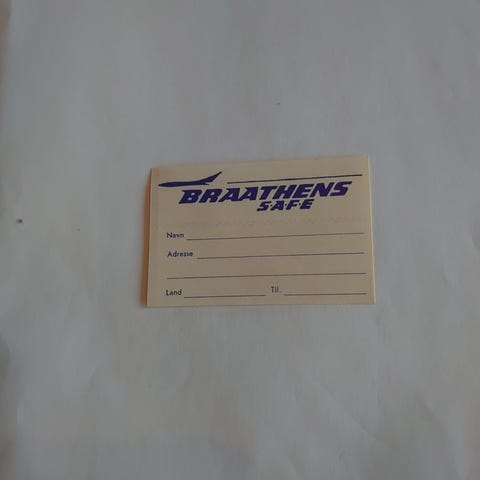 BRAATHENS
S·A·F·E
Navn
Adresse
Land Tlf.